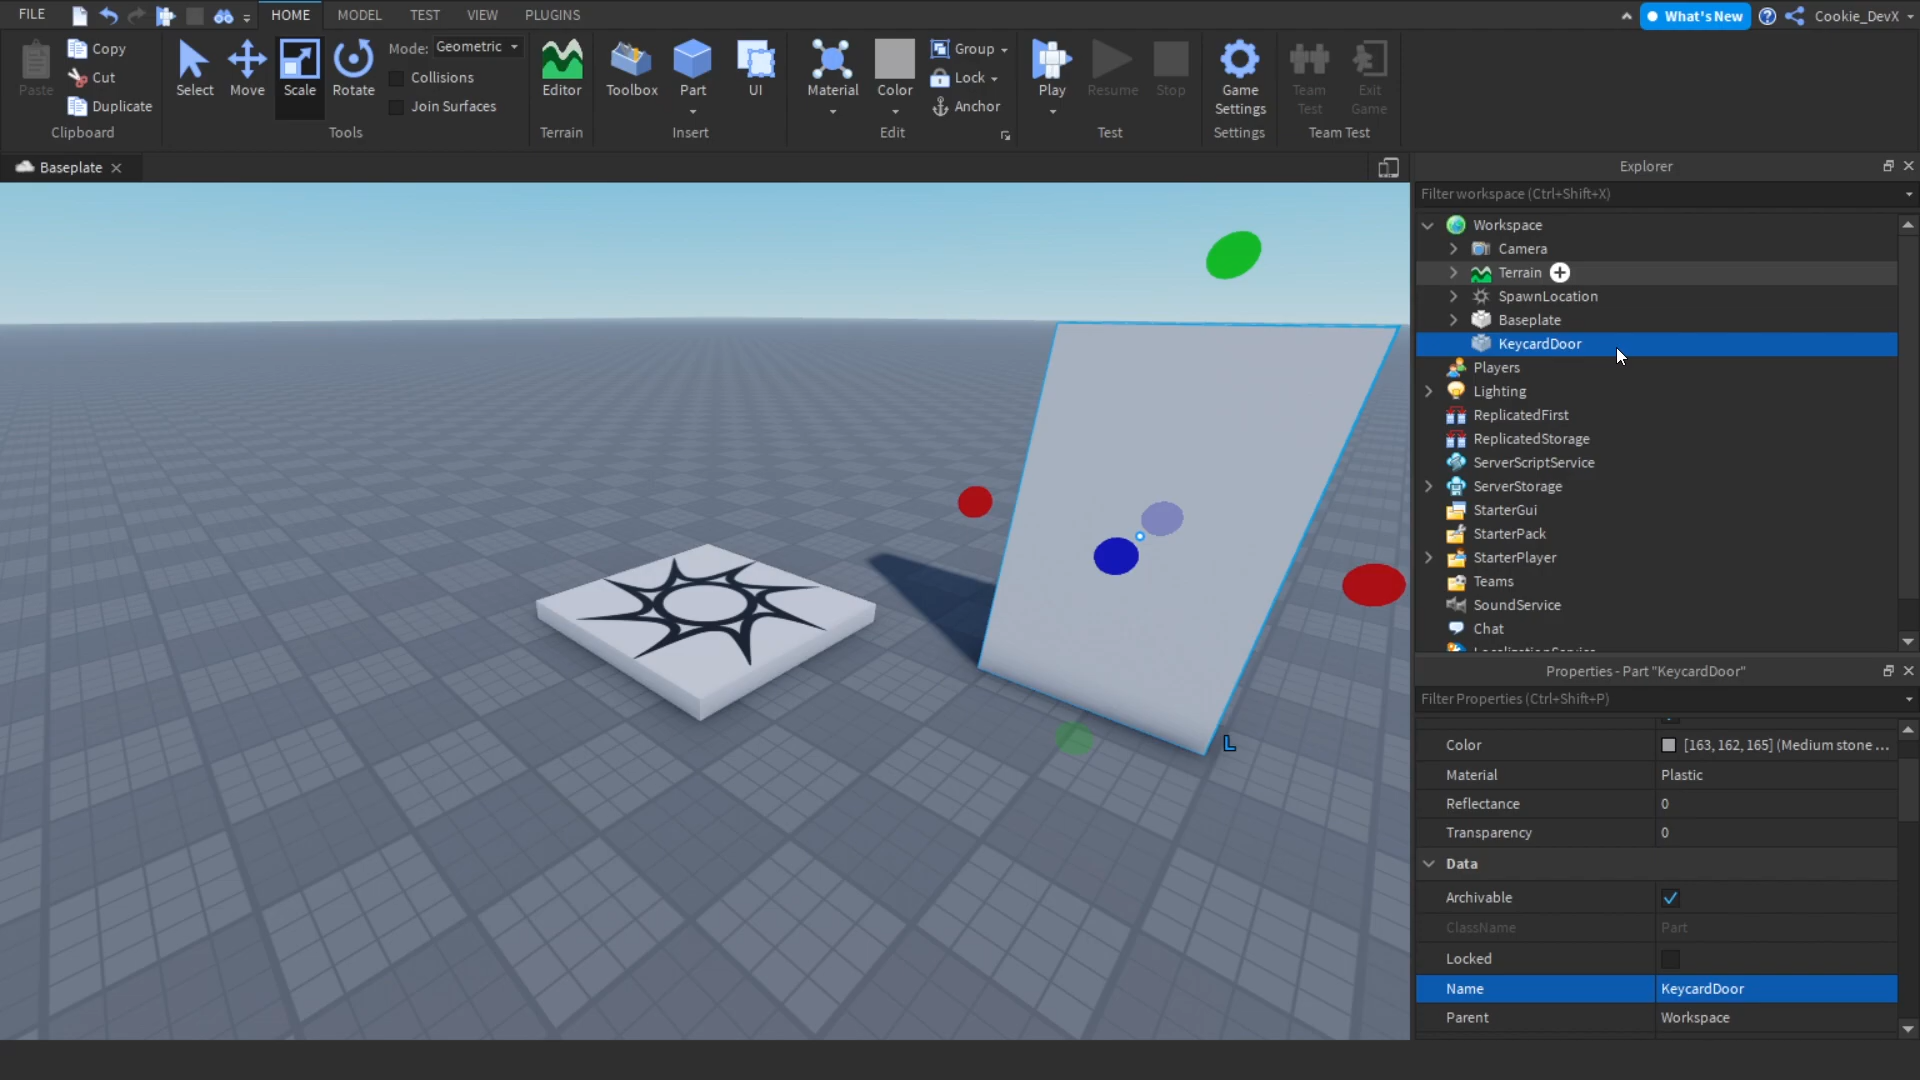 FILE HOME MODEL TEST VIEW PLUGINS What's New Cookie_DevX
Paste
Copy
Cut
Duplicate
Clipboard
Select
Move
Scale
Rotate
Mode: Geometric
Collisions
Join Surfaces
Tools
Editor
Terrain
Toolbox
Part
UI
Insert
Material
Color
Group
Lock
Anchor
Edit
Play
Resume
Stop
Test
Game
Settings
Settings
Team
Test
Exit
Game
Team Test
Baseplate
L
Explorer
Filter workspace (Ctrl+Shift+X)
Workspace
Camera
Terrain
SpawnLocation
Baseplate
KeycardDoor
Players
Lighting
ReplicatedFirst
ReplicatedStorage
ServerScriptService
ServerStorage
StarterGui
StarterPack
StarterPlayer
Teams
SoundService
Chat
Properties - Part "KeycardDoor"
Filter Properties (Ctrl+Shift+P)
Color [163, 162, 165] (Medium stone ...
Material Plastic
Reflectance 0
Transparency 0
Data
Archivable
ClassName Part
Locked
Name KeycardDoor
Parent Workspace